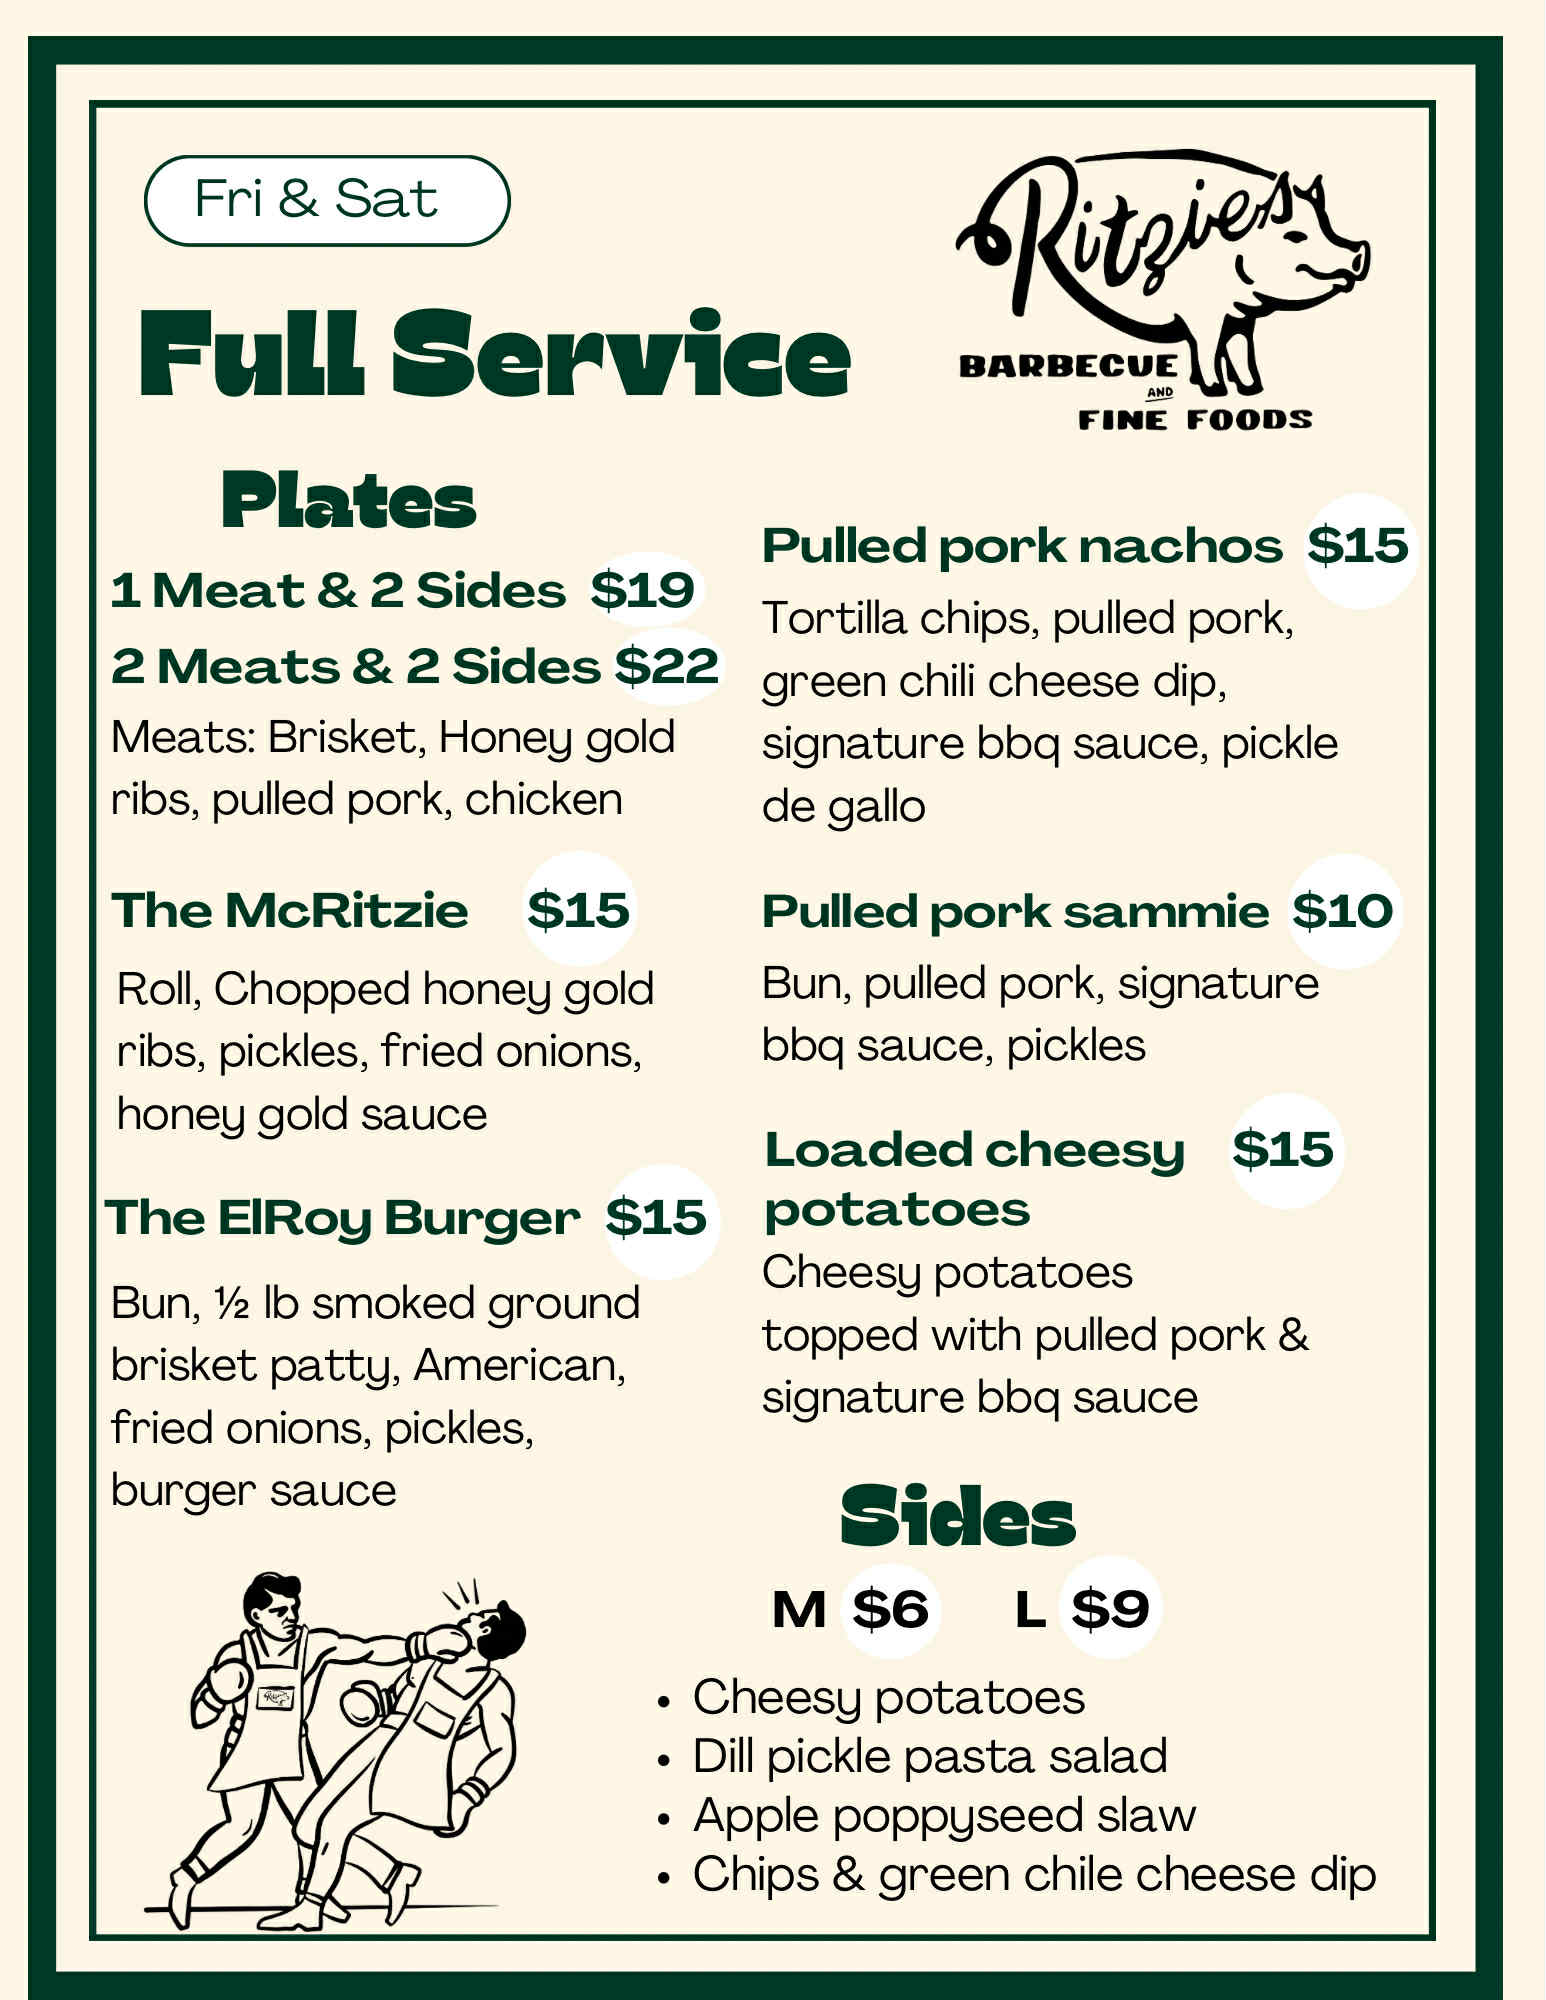 Fri & Sat
Ritzies
BARBECUE
AND
FINE FOODS
Full Service
Plates
1 Meat & 2 Sides $19
2 Meats & 2 Sides $22
Meats: Brisket, Honey gold
ribs, pulled pork, chicken
The McRitzie $15
Roll, Chopped honey gold
ribs, pickles, fried onions,
honey gold sauce
The ElRoy Burger $15
Bun, ½ lb smoked ground
brisket patty, American,
fried onions, pickles,
burger sauce
Pulled pork nachos $15
Tortilla chips, pulled pork,
green chili cheese dip,
signature bbq sauce, pickle
de gallo
Pulled pork sammie $10
Bun, pulled pork, signature
bbq sauce, pickles
Loaded cheesy $15
potatoes
Cheesy potatoes
topped with pulled pork &
signature bbq sauce
Sides
M $6 L $9
• Cheesy potatoes
• Dill pickle pasta salad
• Apple poppyseed slaw
• Chips & green chile cheese dip